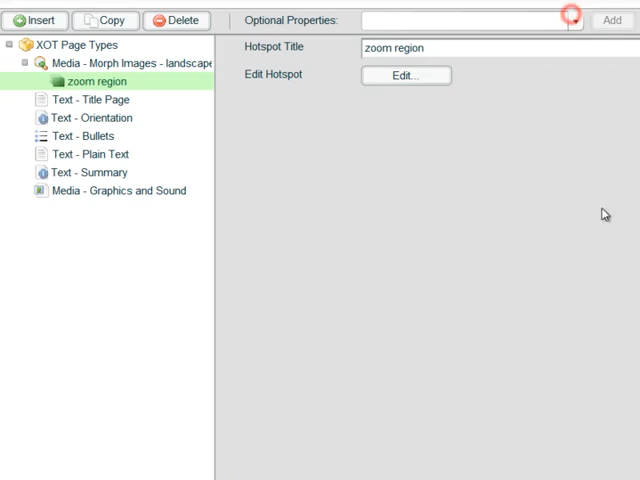 Insert Copy Delete Optional Properties: Add
XOT Page Types
Media - Morph Images - landscape
zoom region
Text - Title Page
Text - Orientation
Text - Bullets
Text - Plain Text
Text - Summary
Media - Graphics and Sound
Hotspot Title zoom region
Edit Hotspot Edit...